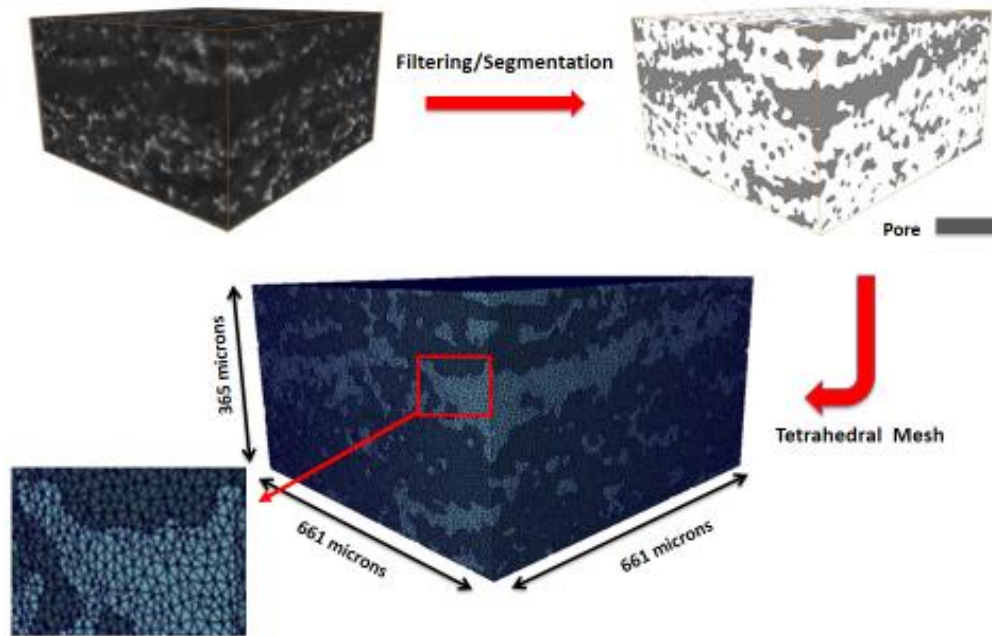 Filtering/Segmentation
Pore
365 microns
Tetrahedral Mesh
661 microns
661 microns